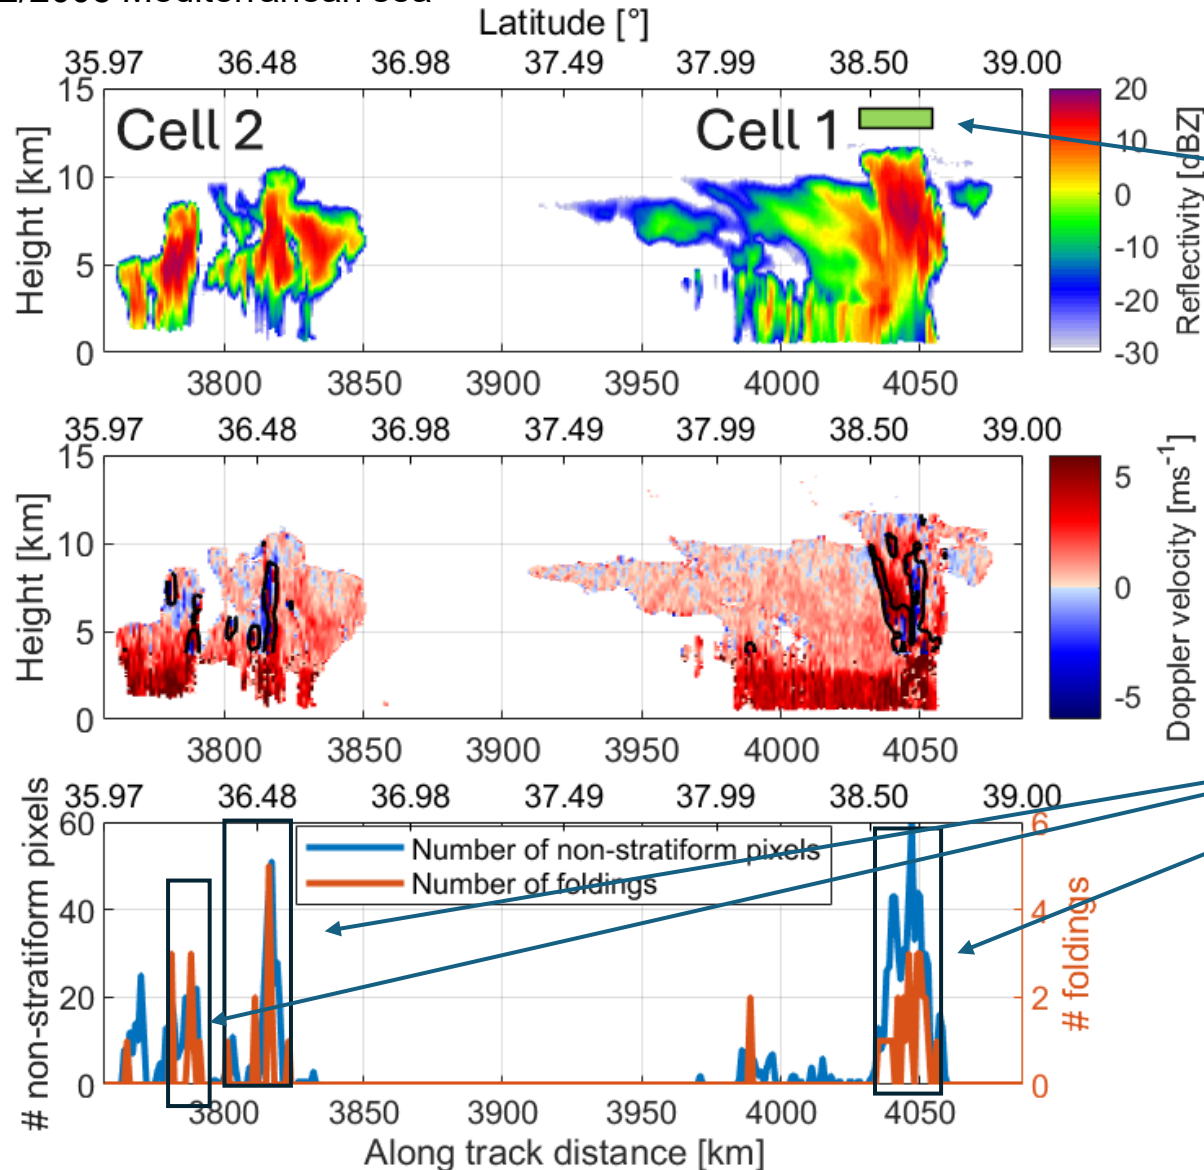 Latitude [°]
35.97 36.48 36.98 37.49 37.99 38.50 39.00
15
10
5
0
Height [km]
Cell 2
Cell 1
20
10
0
-10
-20
-30
Reflectivity [dBZ]
3800 3850 3900 3950 4000 4050
35.97 36.48 36.98 37.49 37.99 38.50 39.00
15
10
5
0
Height [km]
5
0
-5
Doppler velocity [ms-1]
3800 3850 3900 3950 4000 4050
35.97 36.48 36.98 37.49 37.99 38.50 39.00
60
40
20
0
# non-stratiform pixels
Number of non-stratiform pixels
Number of foldings
6
4
2
0
# foldings
3800 3850 3900 3950 4000 4050
Along track distance [km]